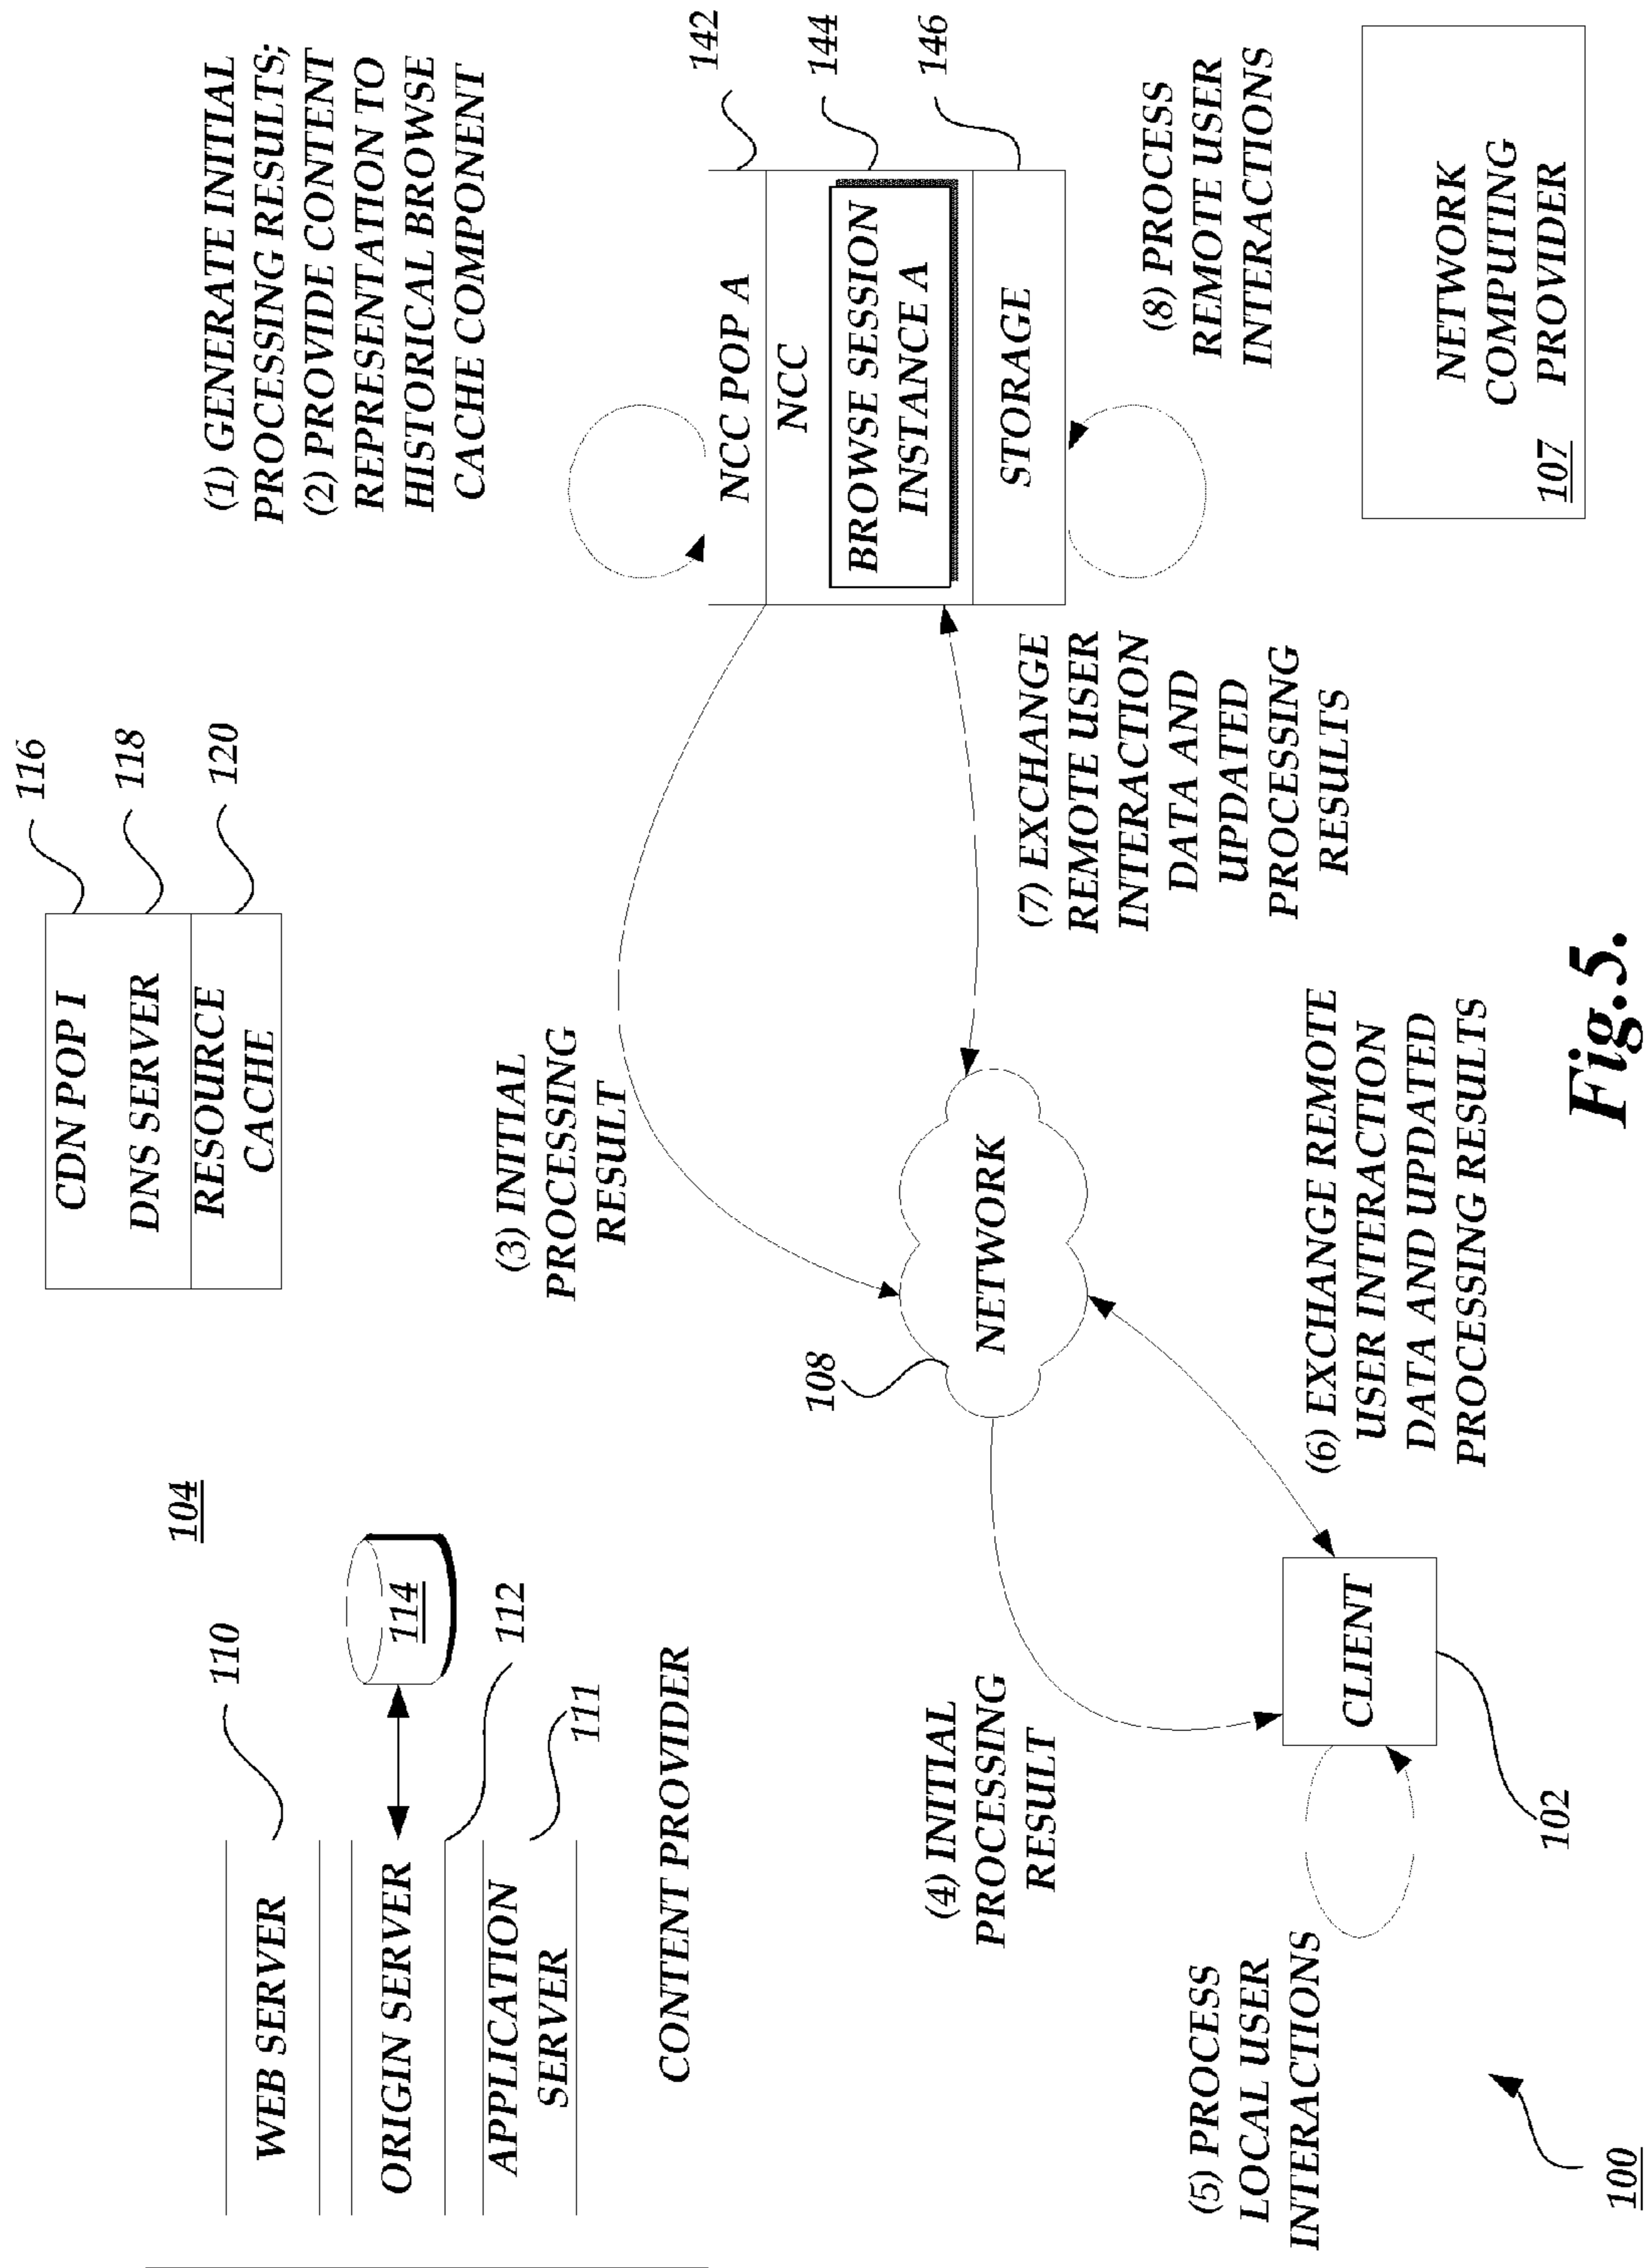 104
WEB SERVER
110
ORIGIN SERVER
114
112
APPLICATION
SERVER
111
CONTENT PROVIDER
CDN POP I
116
DNS SERVER
118
RESOURCE
CACHE
120
(1) GENERATE INITIAL
PROCESSING RESULTS;
(2) PROVIDE CONTENT
REPRESENTATION TO
HISTORICAL BROWSE
CACHE COMPONENT
(3) INITIAL
PROCESSING
RESULT
NCC POP A
142
NCC
144
BROWSE SESSION
INSTANCE A
STORAGE
146
108
NETWORK
(4) INITIAL
PROCESSING
RESULT
(7) EXCHANGE
REMOTE USER
INTERACTION
DATA AND
UPDATED
PROCESSING
RESULTS
(8) PROCESS
REMOTE USER
INTERACTIONS
(5) PROCESS
LOCAL USER
INTERACTIONS
CLIENT
102
(6) EXCHANGE REMOTE
USER INTERACTION
DATA AND UPDATED
PROCESSING RESULTS
NETWORK
COMPUTING
PROVIDER
107
100
Fig.5.